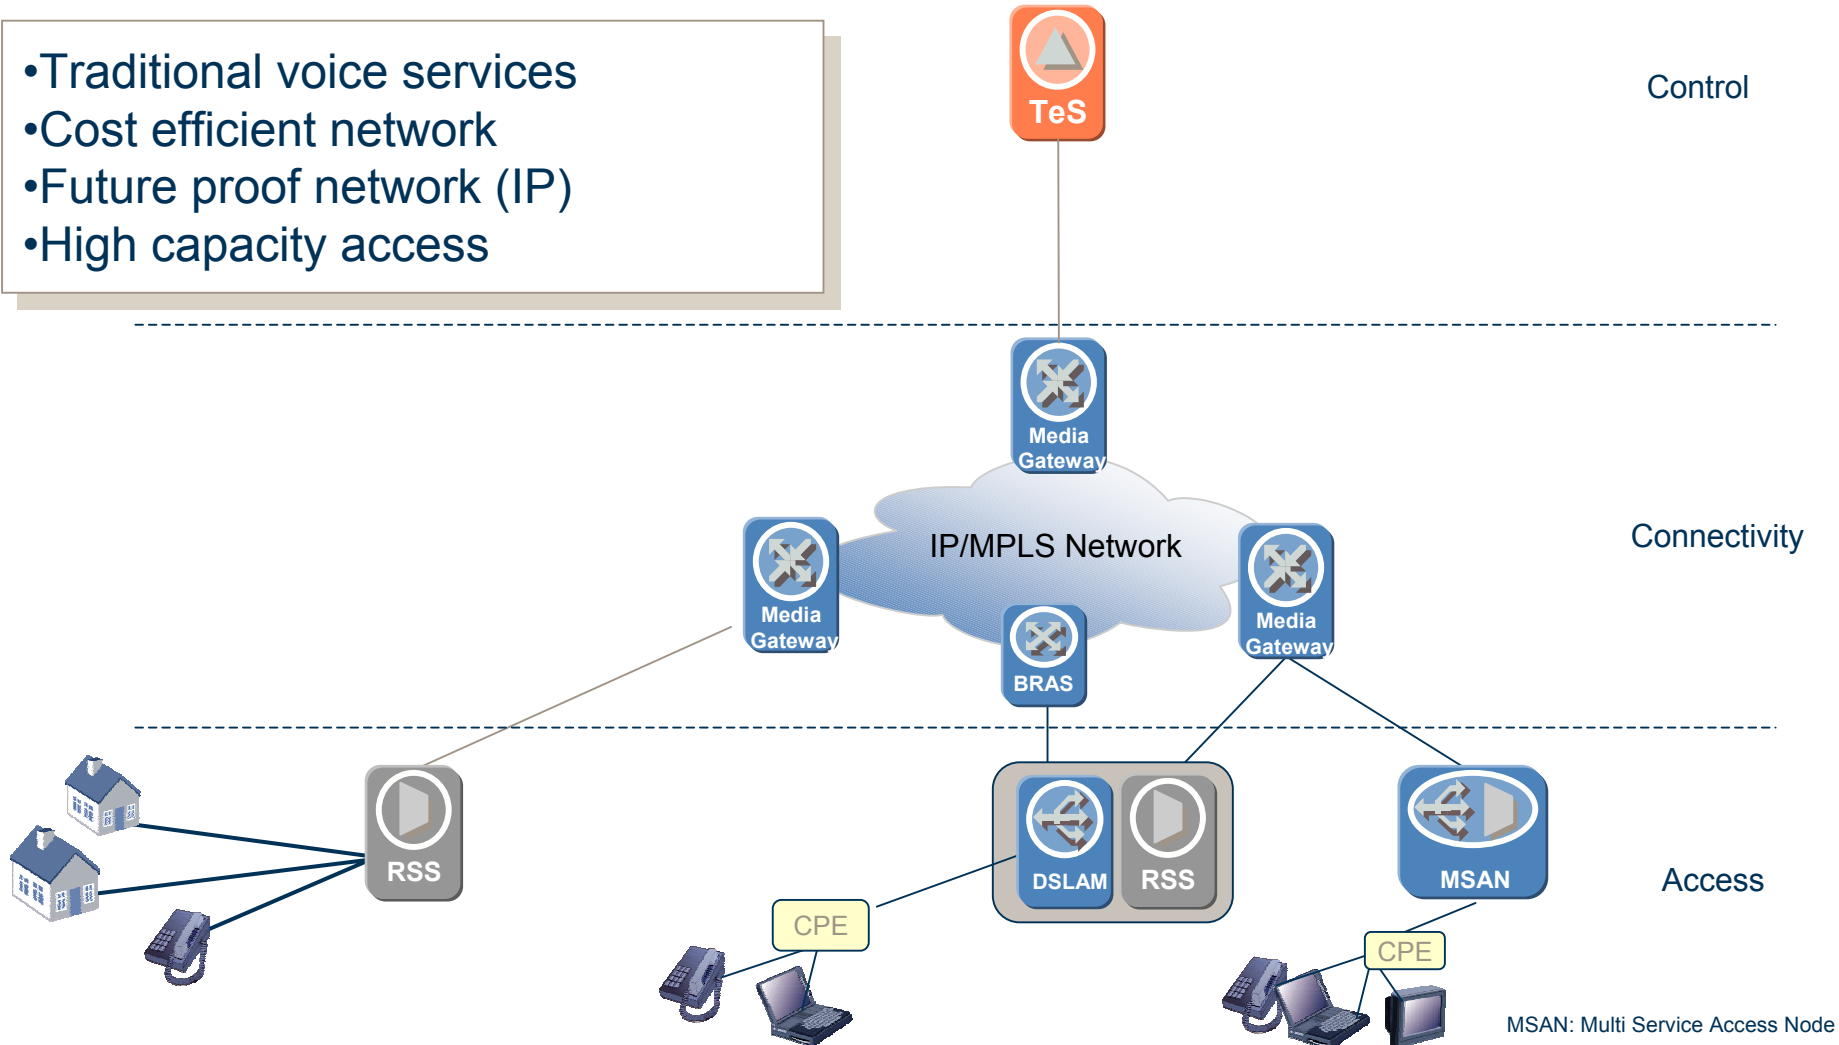 •Traditional voice services
•Cost efficient network
•Future proof network (IP)
•High capacity access
TeS
Control
Media
Gateway
IP/MPLS Network
Connectivity
Media
Gateway
Media
Gateway
BRAS
RSS
DSLAM
RSS
MSAN
Access
CPE
CPE
MSAN: Multi Service Access Node